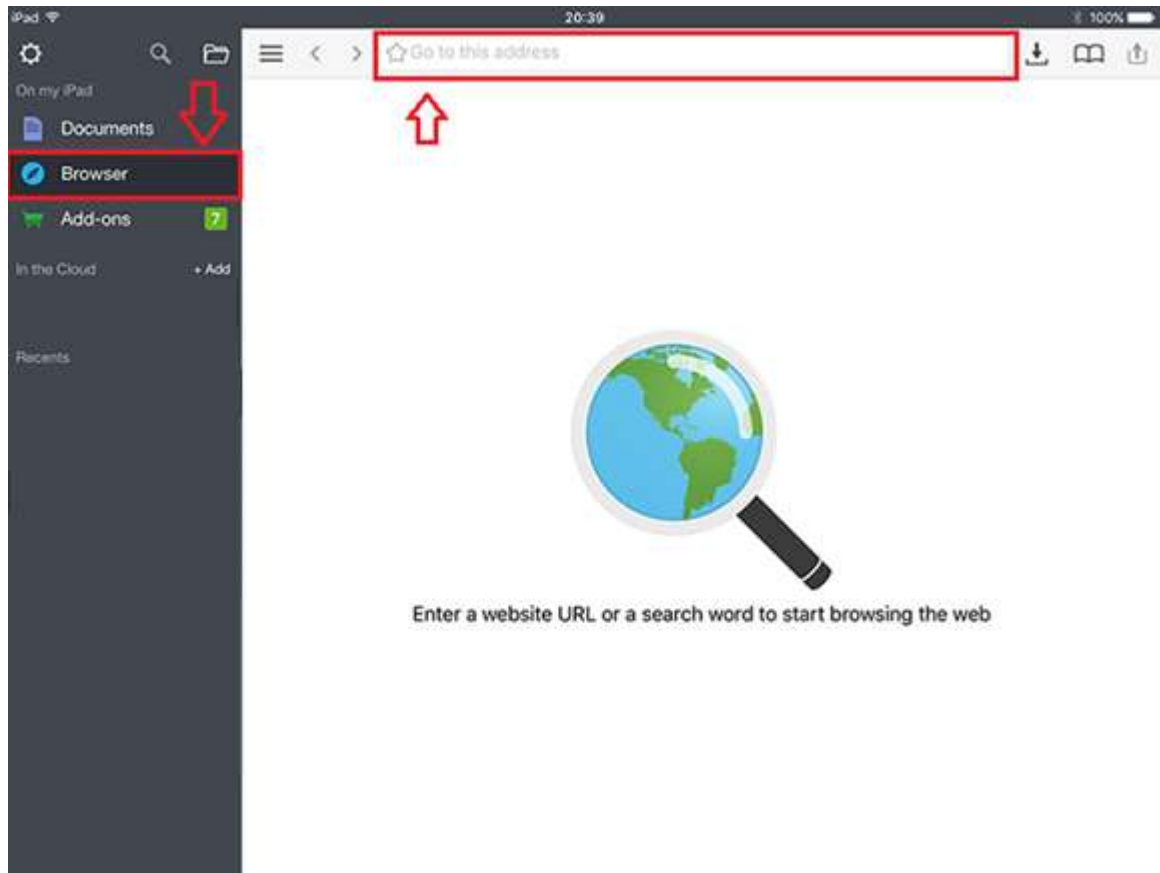 iPad
20:39
100%
Go to this address
On my iPad
Documents
Browser
Add-ons 7
In the Cloud + Add
Recents
Enter a website URL or a search word to start browsing the web